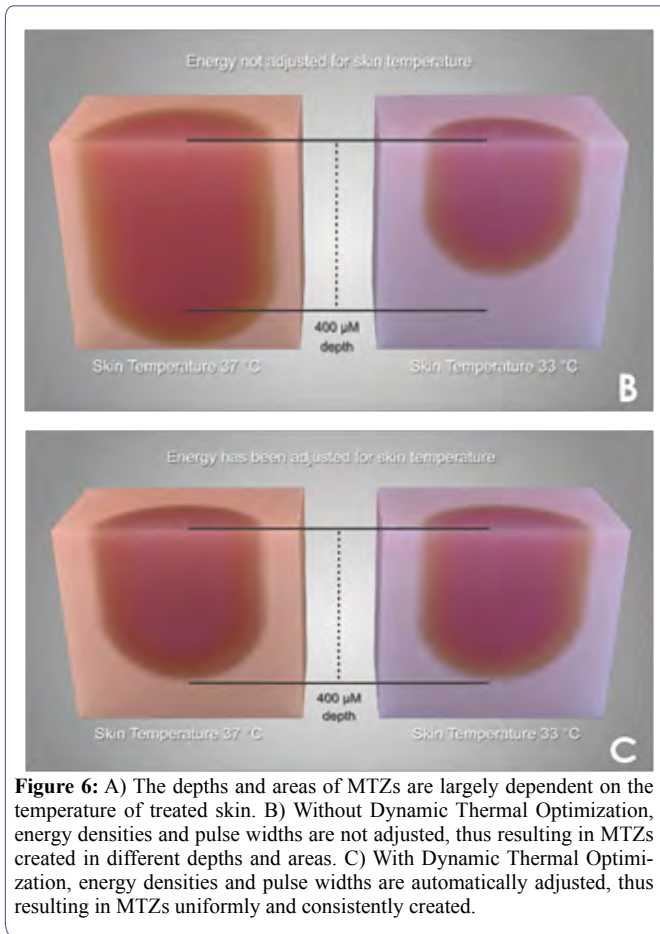 Energy not adjusted for skin temperature
400 µM
depth
Skin Temperature 37 °C
Skin Temperature 33 °C
B
Energy has been adjusted for skin temperature
400 µM
depth
Skin Temperature 37 °C
Skin Temperature 33 °C
C
Figure 6: A) The depths and areas of MTZs are largely dependent on the
temperature of treated skin. B) Without Dynamic Thermal Optimization,
energy densities and pulse widths are not adjusted, thus resulting in MTZs
created in different depths and areas. C) With Dynamic Thermal Optimi-
zation, energy densities and pulse widths are automatically adjusted, thus
resulting in MTZs uniformly and consistently created.